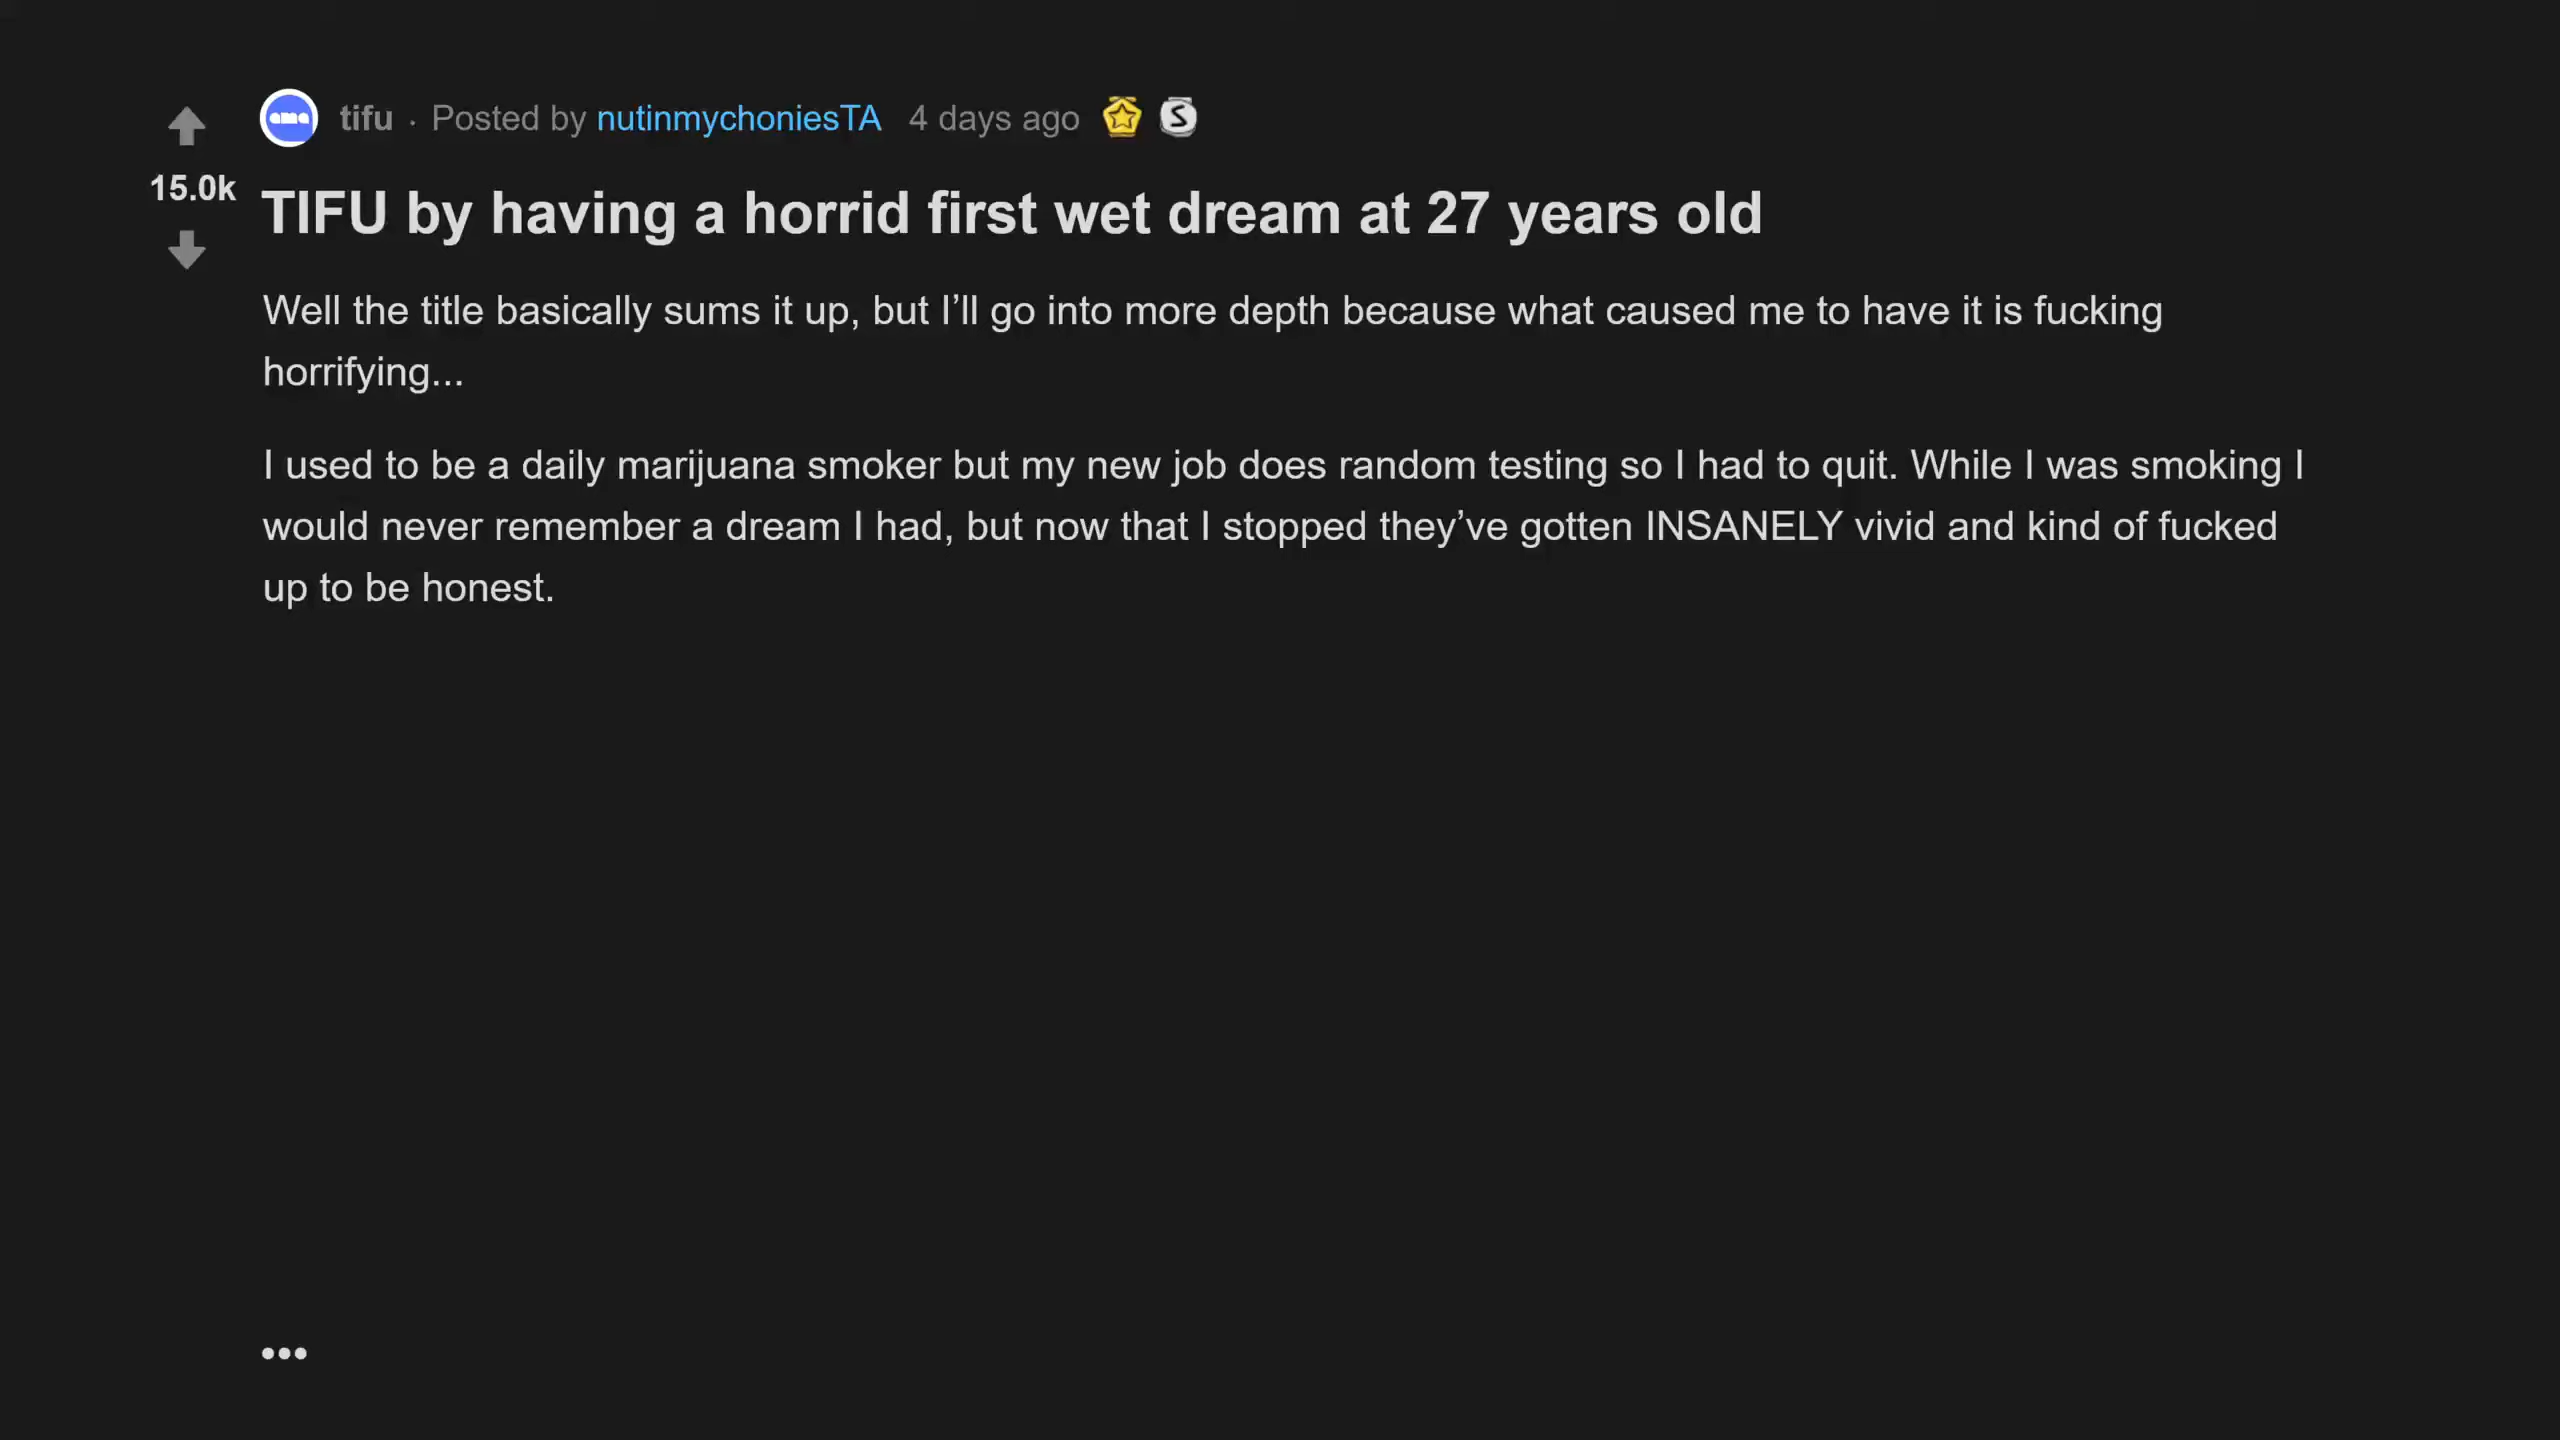 ama tifu · Posted by nutinmychoniesTA 4 days ago S
15.0k
TIFU by having a horrid first wet dream at 27 years old
Well the title basically sums it up, but I’ll go into more depth because what caused me to have it is fucking
horrifying...
I used to be a daily marijuana smoker but my new job does random testing so I had to quit. While I was smoking I
would never remember a dream I had, but now that I stopped they’ve gotten INSANELY vivid and kind of fucked
up to be honest.
•••